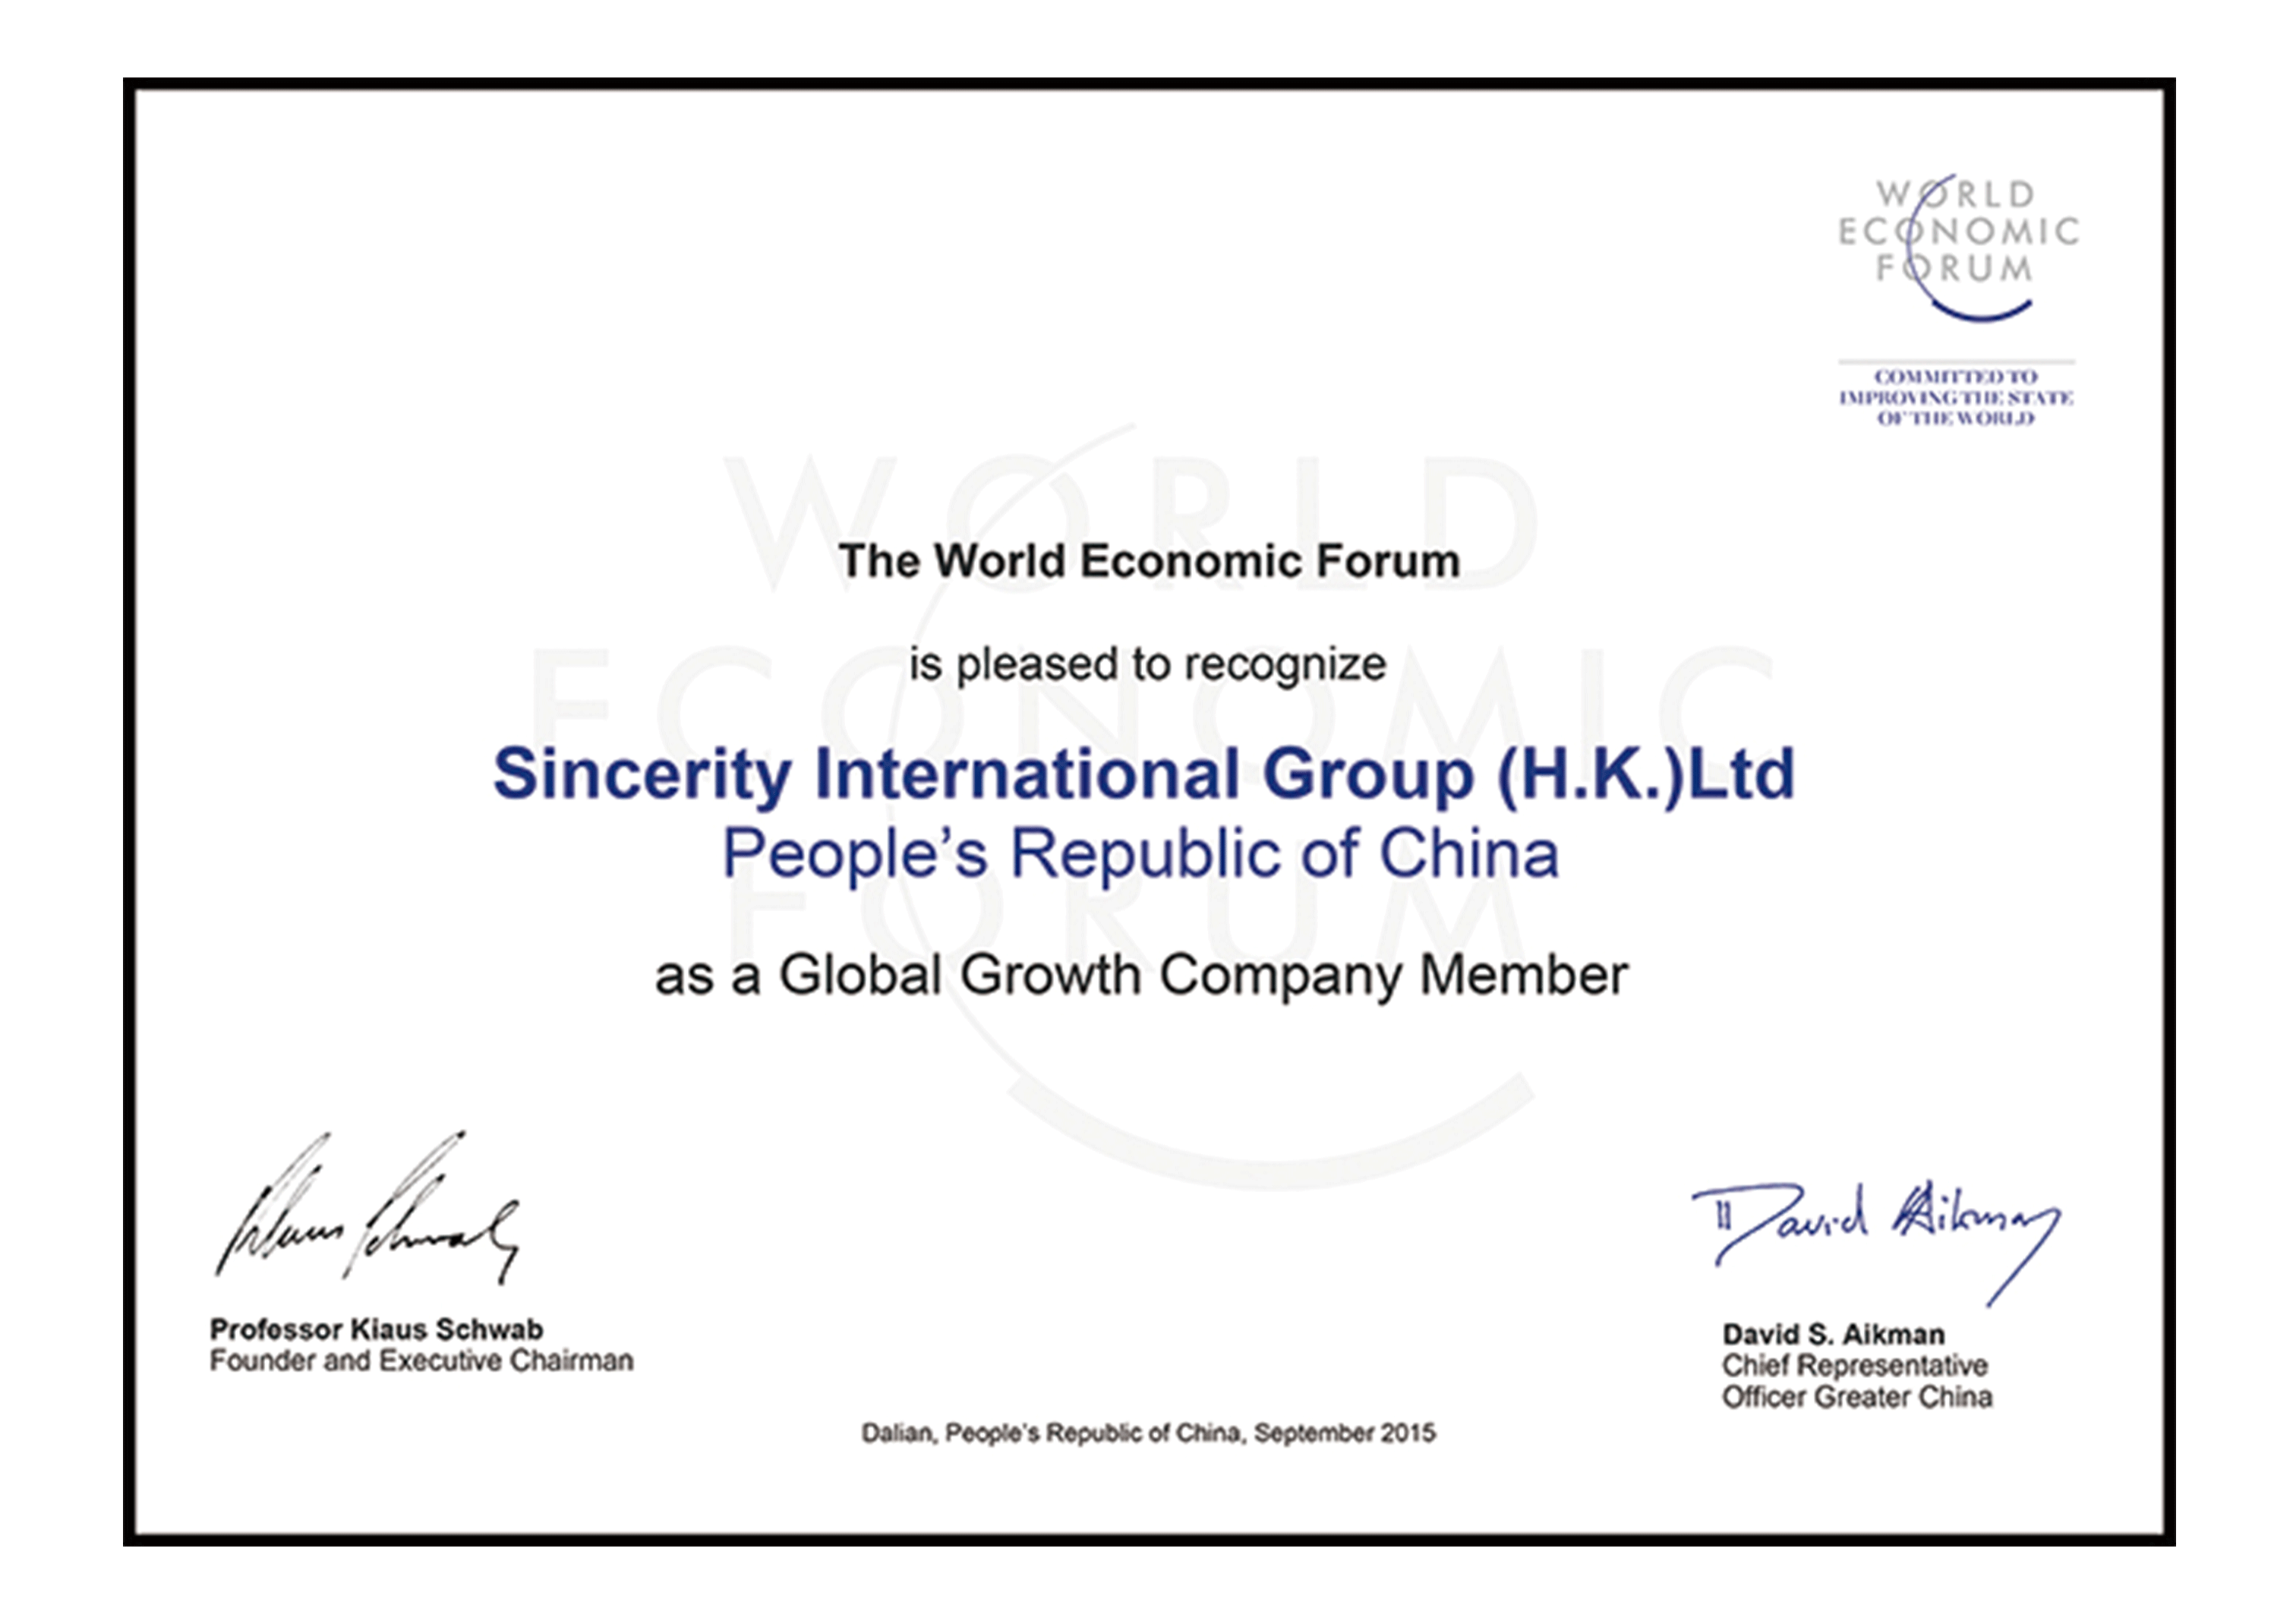 WORLD
ECONOMIC
FORUM
COMMITTED TO
IMPROVING THE STATE
OF THE WORLD
WORLD
ECONOMIC
FORUM
The World Economic Forum
is pleased to recognize
Sincerity International Group (H.K.)Ltd
People’s Republic of China
as a Global Growth Company Member
Klaus Schwab
Professor Kiaus Schwab
Founder and Executive Chairman
David Aikman
David S. Aikman
Chief Representative
Officer Greater China
Dalian, People's Republic of China, September 2015